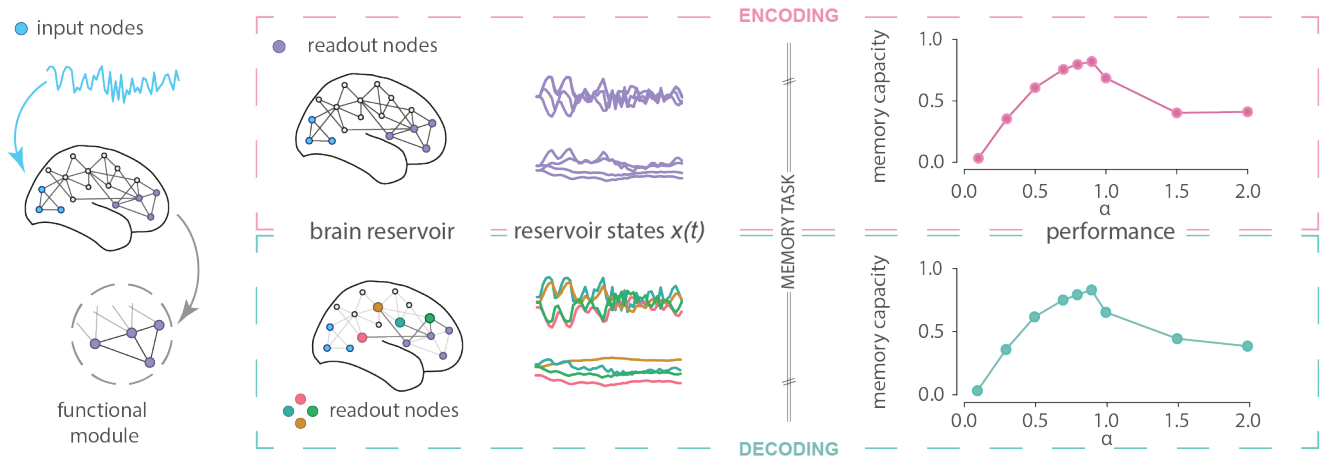 input nodes
functional
module
ENCODING
readout nodes
brain reservoir
reservoir states x(t)
MEMORY TASK
memory capacity
1.0
0.5
0.0
0.0 0.5 1.0 1.5 2.0
α
performance
readout nodes
memory capacity
1.0
0.5
0.0
0.0 0.5 1.0 1.5 2.0
α
DECODING